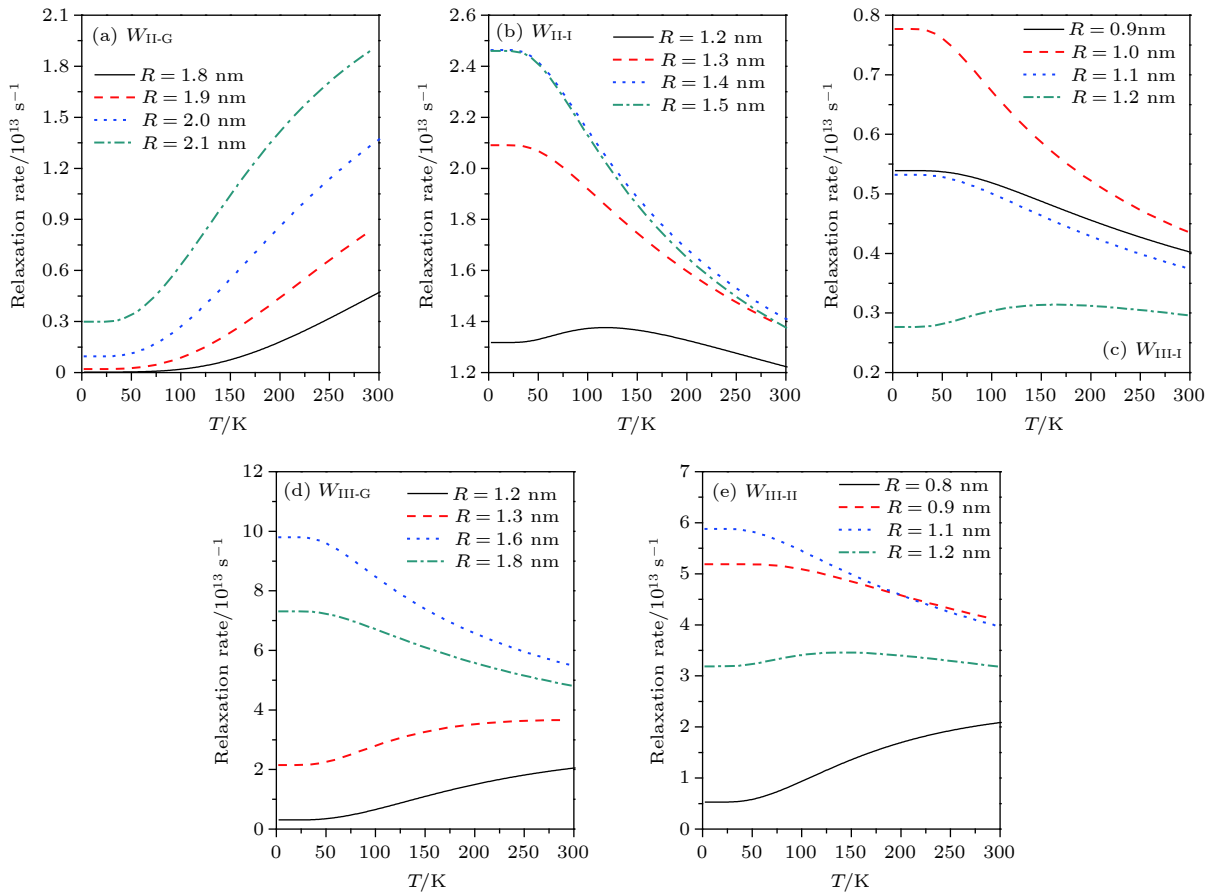 (a) W_II-G
R = 1.8 nm
R = 1.9 nm
R = 2.0 nm
R = 2.1 nm
2.1
1.8
1.5
1.2
0.9
0.6
0.3
0
Relaxation rate/10^13 s^−1
0 50 100 150 200 250 300
T/K
(b) W_II-I
R = 1.2 nm
R = 1.3 nm
R = 1.4 nm
R = 1.5 nm
2.6
2.4
2.2
2.0
1.8
1.6
1.4
1.2
Relaxation rate/10^13 s^−1
0 50 100 150 200 250 300
T/K
R = 0.9nm
R = 1.0 nm
R = 1.1 nm
R = 1.2 nm
(c) W_III-I
0.8
0.7
0.6
0.5
0.4
0.3
0.2
Relaxation rate/10^13 s^−1
0 50 100 150 200 250 300
T/K
(d) W_III-G
R = 1.2 nm
R = 1.3 nm
R = 1.6 nm
R = 1.8 nm
12
10
8
6
4
2
0
Relaxation rate/10^13 s^−1
0 50 100 150 200 250 300
T/K
(e) W_III-II
R = 0.8 nm
R = 0.9 nm
R = 1.1 nm
R = 1.2 nm
7
6
5
4
3
2
1
0
Relaxation rate/10^13 s^−1
0 50 100 150 200 250 300
T/K